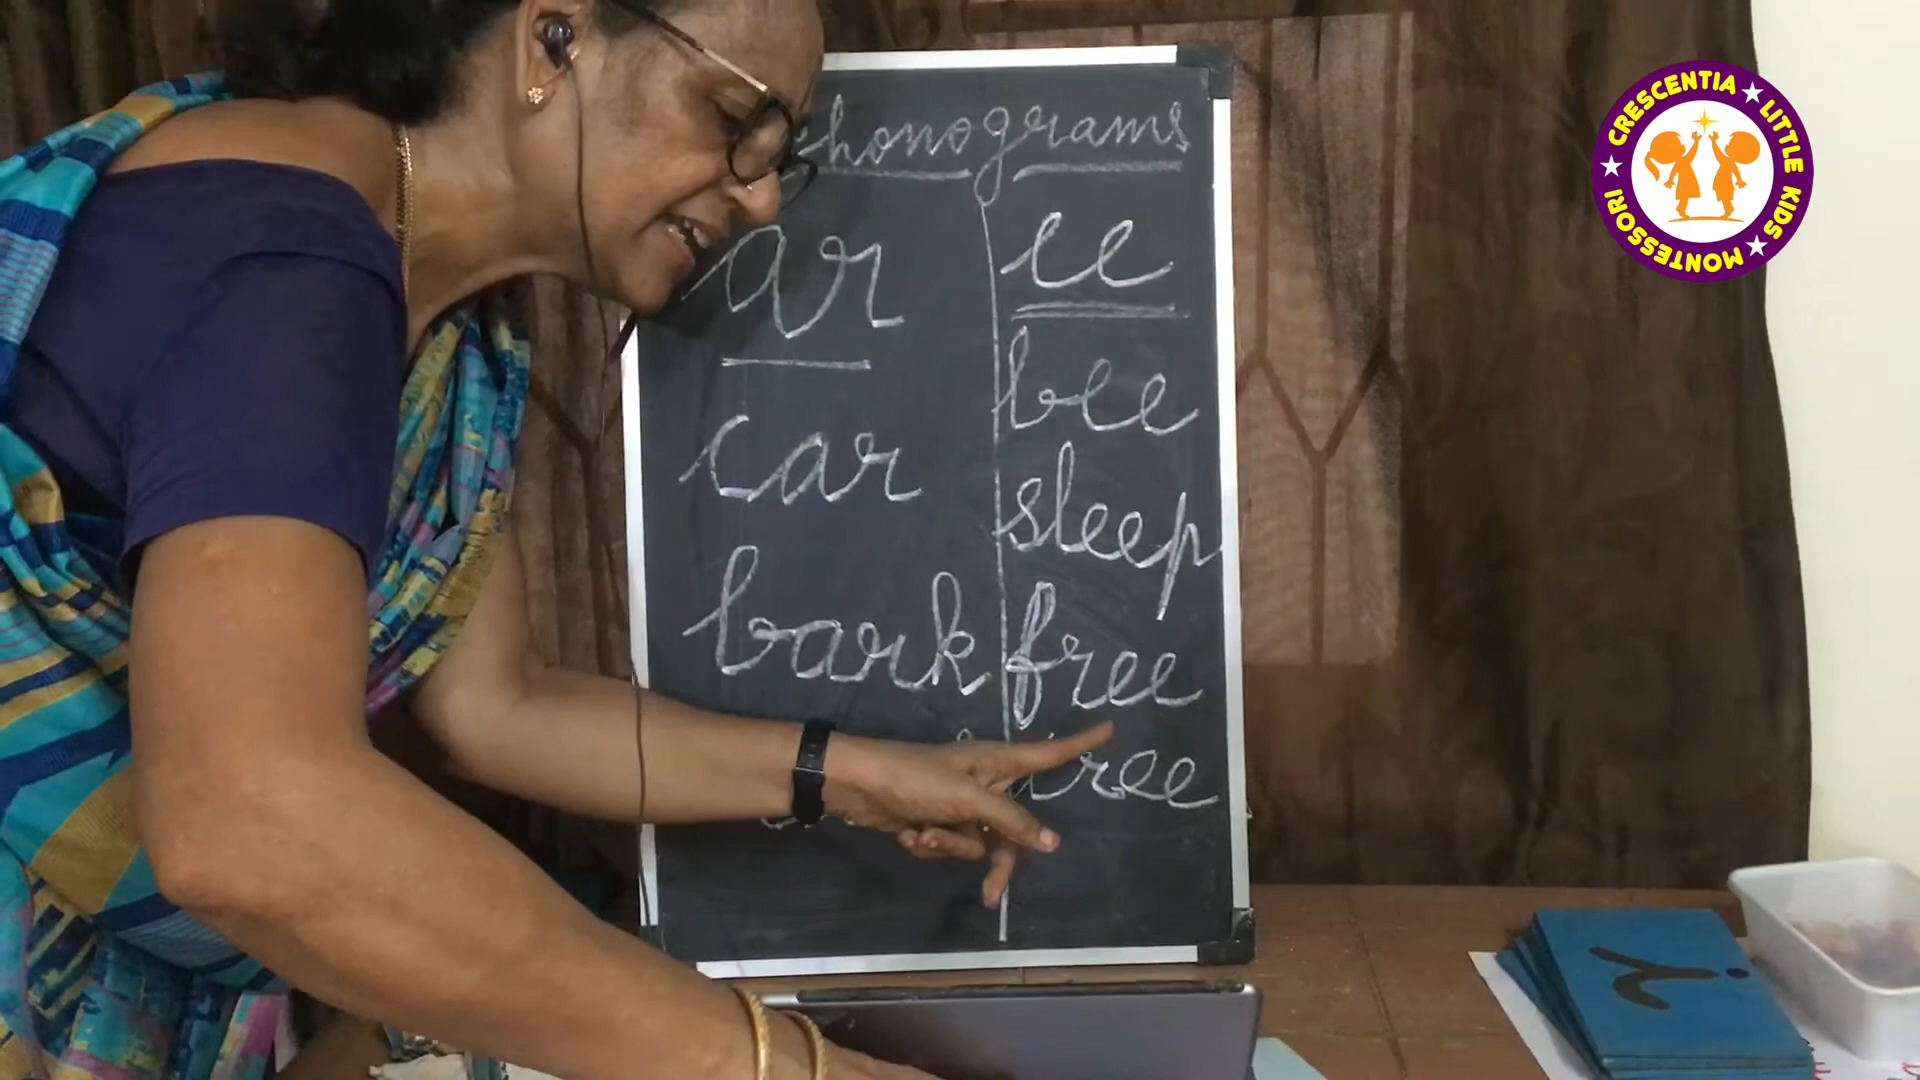 Phonograms
ar
car
bark
ee
bee
sleep
free
tree
CRESCENTIA LITTLE KIDS MONTESSORI
i